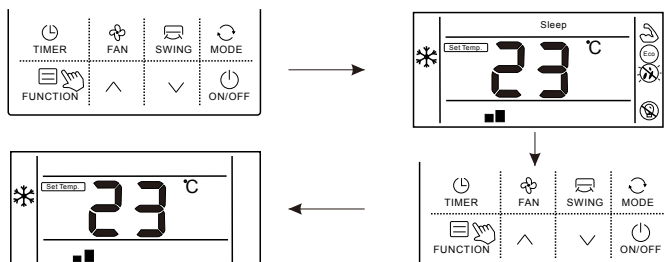 TIMER FAN SWING MODE
FUNCTION ON/OFF
Sleep
Set Temp. 23 °C
Eco
TIMER FAN SWING MODE
FUNCTION ON/OFF
Set Temp. 23 °C